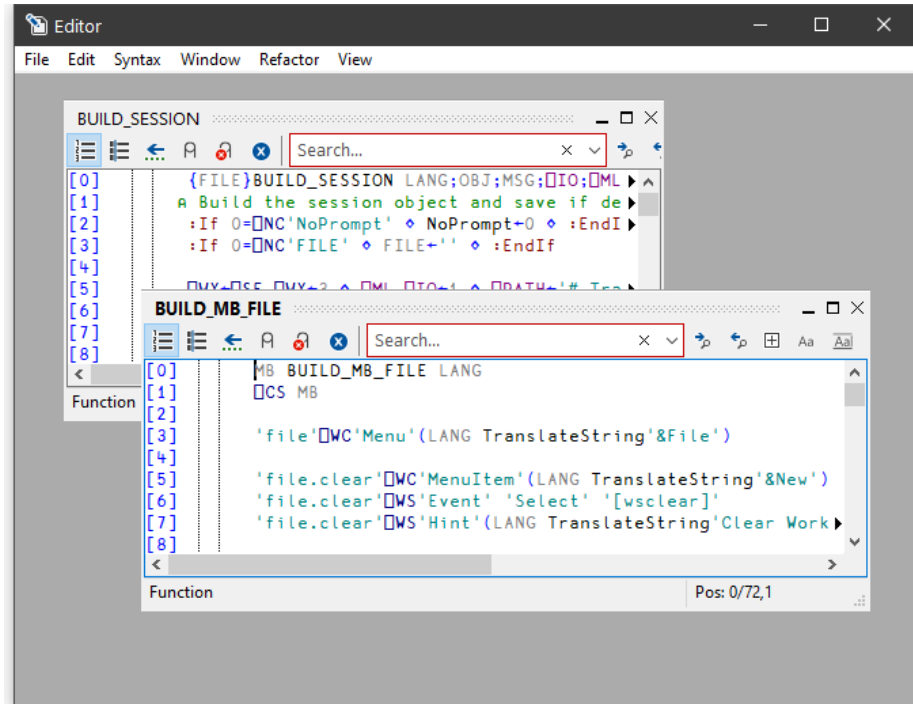 Editor
File Edit Syntax Window Refactor View
BUILD_SESSION
Search...
[0] {FILE}BUILD_SESSION LANG;OBJ;MSG;⎕IO;⎕ML
[1] ⍝ Build the session object and save if de
[2] :If 0=⎕NC'NoPrompt' ⋄ NoPrompt←0 ⋄ :EndI
[3] :If 0=⎕NC'FILE' ⋄ FILE←'' ⋄ :EndIf
[4]
[5]
[6]
[7]
[8]
Function
BUILD_MB_FILE
Search...
Aa Aa
[0] MB BUILD_MB_FILE LANG
[1] ⎕CS MB
[2]
[3] 'file'⎕WC'Menu'(LANG TranslateString'&File')
[4]
[5] 'file.clear'⎕WC'MenuItem'(LANG TranslateString'&New')
[6] 'file.clear'⎕WS'Event' 'Select' '[wsclear]'
[7] 'file.clear'⎕WS'Hint'(LANG TranslateString'Clear Work
[8]
Function Pos: 0/72,1